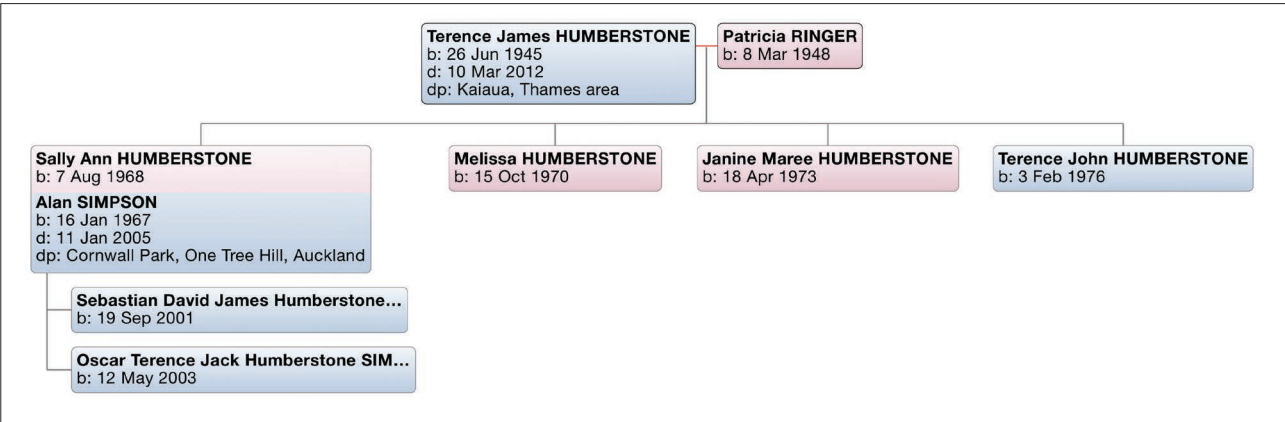 Terence James HUMBERSTONE
b: 26 Jun 1945
d: 10 Mar 2012
dp: Kaiaua, Thames area
Patricia RINGER
b: 8 Mar 1948
Sally Ann HUMBERSTONE
b: 7 Aug 1968
Alan SIMPSON
b: 16 Jan 1967
d: 11 Jan 2005
dp: Cornwall Park, One Tree Hill, Auckland
Sebastian David James Humberstone...
b: 19 Sep 2001
Oscar Terence Jack Humberstone SIM...
b: 12 May 2003
Melissa HUMBERSTONE
b: 15 Oct 1970
Janine Maree HUMBERSTONE
b: 18 Apr 1973
Terence John HUMBERSTONE
b: 3 Feb 1976